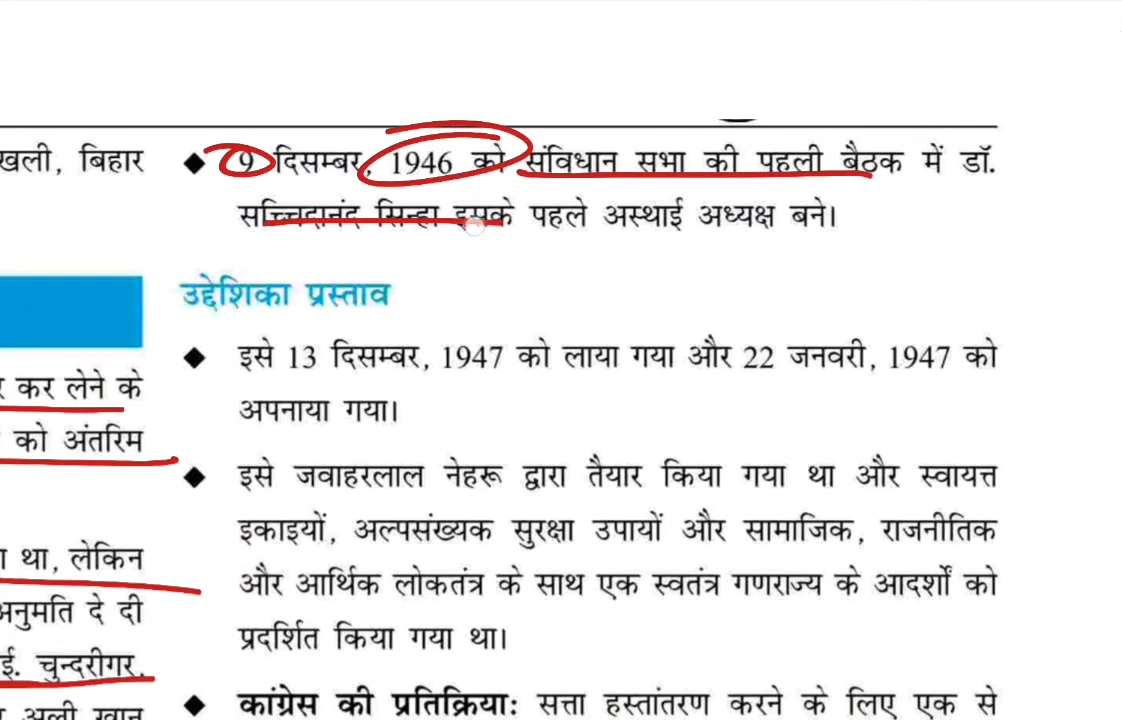 खली, बिहार
र कर लेने के
को अंतरिम
ा था, लेकिन
अनुमति दे दी
ई. चुन्दरीगर,
अली खान
◆ 9 दिसम्बर, 1946 को संविधान सभा की पहली बैठक में डॉ.
सच्चिदानंद सिन्हा इसके पहले अस्थाई अध्यक्ष बने।
उद्देशिका प्रस्ताव
◆ इसे 13 दिसम्बर, 1947 को लाया गया और 22 जनवरी, 1947 को
अपनाया गया।
◆ इसे जवाहरलाल नेहरू द्वारा तैयार किया गया था और स्वायत्त
इकाइयों, अल्पसंख्यक सुरक्षा उपायों और सामाजिक, राजनीतिक
और आर्थिक लोकतंत्र के साथ एक स्वतंत्र गणराज्य के आदर्शों को
प्रदर्शित किया गया था।
◆ कांग्रेस की प्रतिक्रिया: सत्ता हस्तांतरण करने के लिए एक से